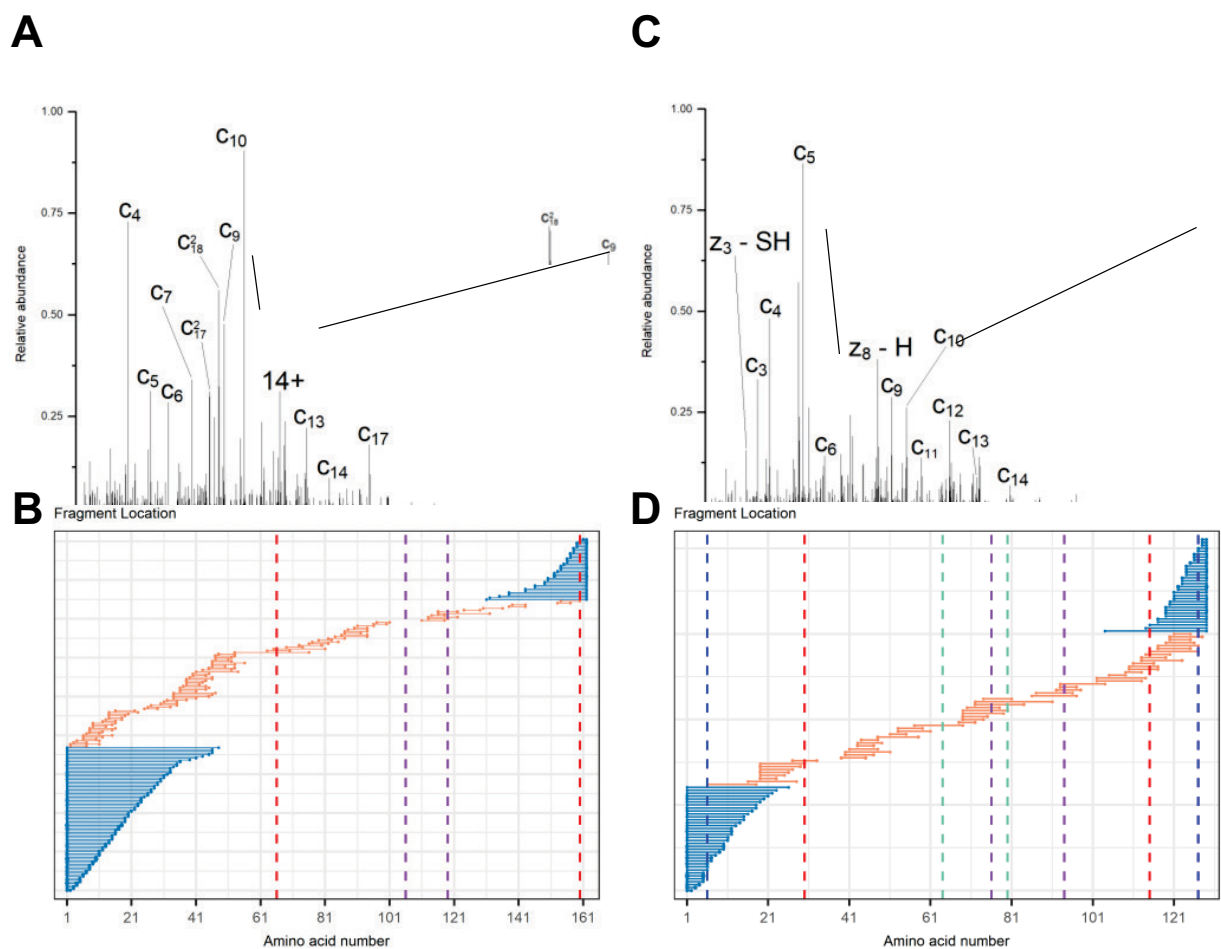 A
C
1.00
0.75
0.50
0.25
Relative abundance
C4
C5
C6
C7
C²17
C²18
C9
C10
14+
C13
C14
C17
C²18
C9
1.00
0.75
0.50
0.25
Relative abundance
z3 - SH
C3
C4
C5
C6
z8 - H
C9
C10
C11
C12
C13
C14
B
Fragment Location
1 21 41 61 81 101 121 141 161
Amino acid number
D
Fragment Location
1 21 41 61 81 101 121
Amino acid number